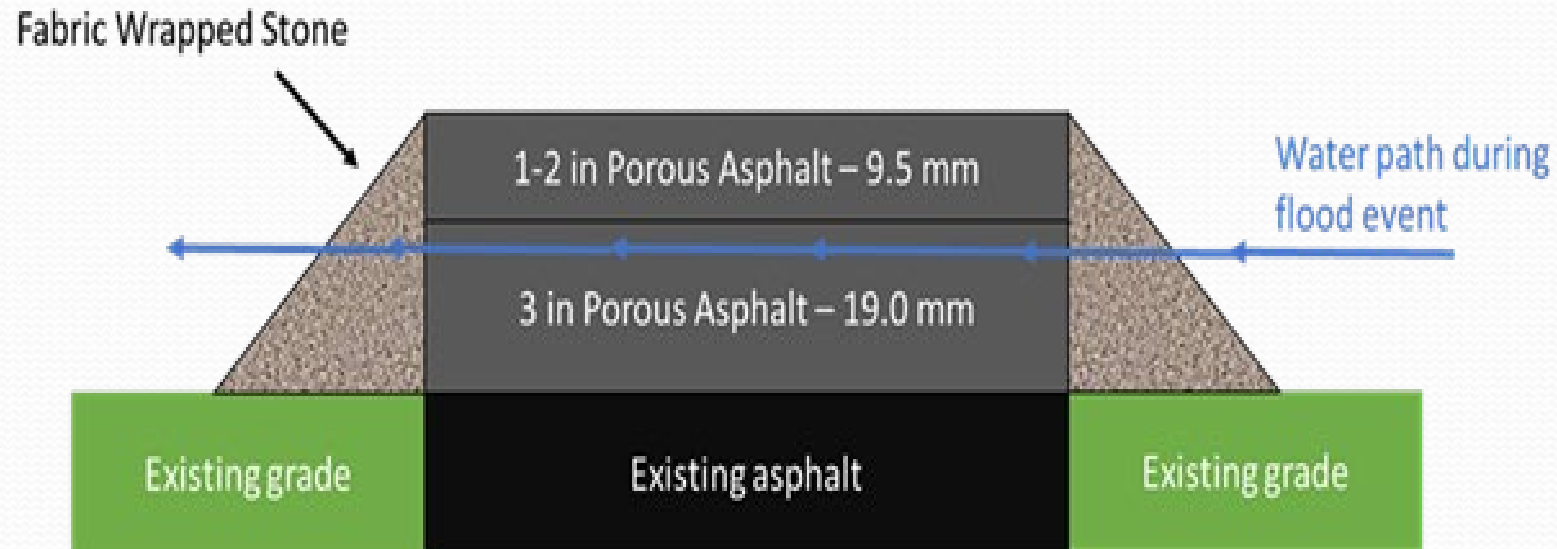 Fabric Wrapped Stone
1-2 in Porous Asphalt – 9.5 mm
Water path during
flood event
3 in Porous Asphalt – 19.0 mm
Existing grade
Existing asphalt
Existing grade